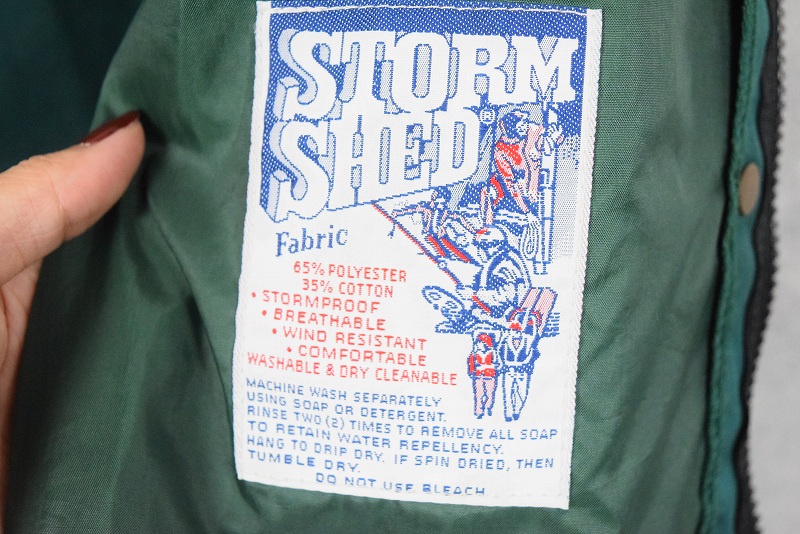 STORM
SHED®
Fabric
65% POLYESTER
35% COTTON
• STORMPROOF
• BREATHABLE
• WIND RESISTANT
• COMFORTABLE
WASHABLE & DRY CLEANABLE
MACHINE WASH SEPARATELY
USING SOAP OR DETERGENT.
RINSE TWO (2) TIMES TO REMOVE ALL SOAP
TO RETAIN WATER REPELLENCY.
HANG TO DRIP DRY. IF SPIN DRIED, THEN
TUMBLE DRY.
DO NOT USE BLEACH